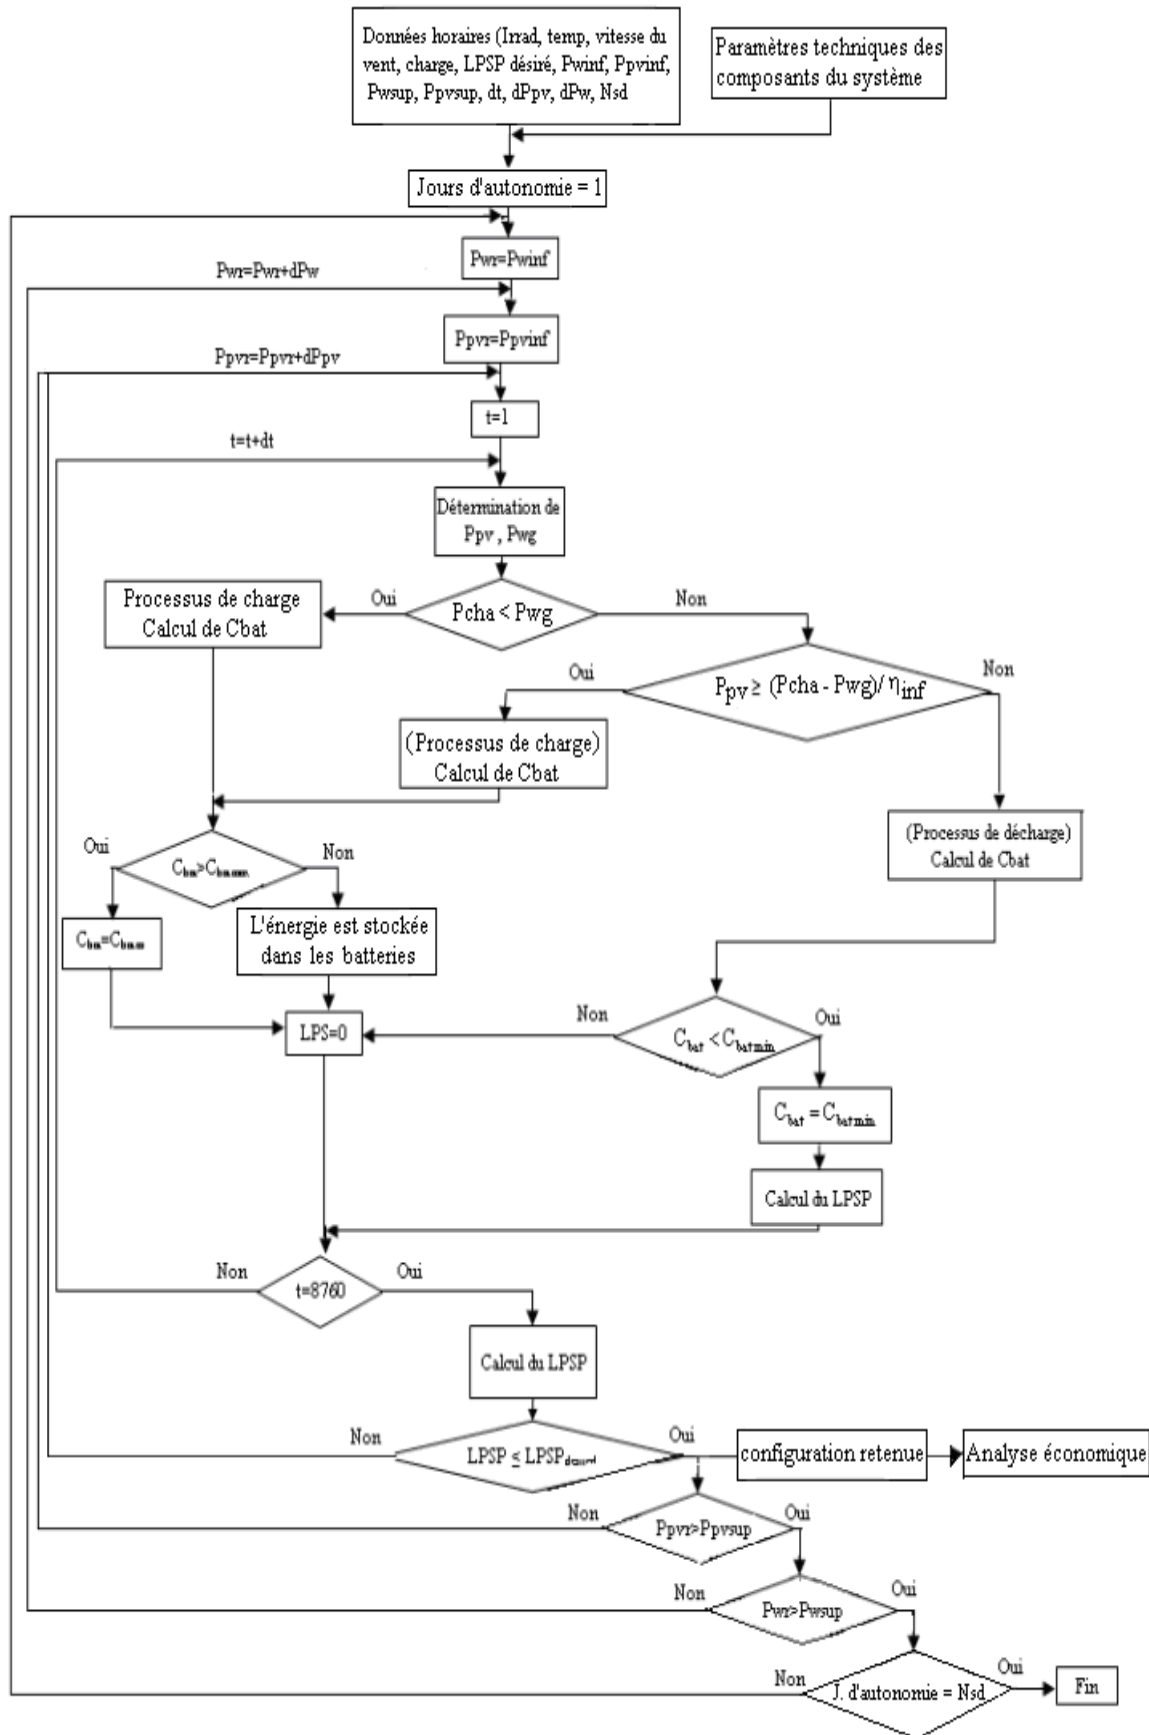 Données horaires (Irrad, temp, vitesse du
vent, charge, LPSP désiré, Pwinf, Ppvinf,
Pwsup, Ppvsup, dt, dPpv, dPw, Nsd
Paramètres techniques des
composants du système
Jours d'autonomie = 1
Pwr=Pwinf
Pwr=Pwr+dPw
Ppvr=Ppvinf
Ppvr=Ppvr+dPpv
t=1
t=t+dt
Détermination de
Ppv , Pwg
Pcha < Pwg
Oui
Non
Processus de charge
Calcul de Cbat
Ppv ≥ (Pcha - Pwg)/ ηinf
Oui
Non
(Processus de charge)
Calcul de Cbat
(Processus de décharge)
Calcul de Cbat
Oui
Non
L'énergie est stockée
dans les batteries
LPS=0
Non
Oui
Cbat < Cbatmin
Cbat = Cbatmin
Calcul du LPSP
Non
Oui
t=8760
Calcul du LPSP
Non
Oui
LPSP ≤ LPSP
configuration retenue
Analyse économique
Non
Oui
Ppvr>Ppvsup
Non
Oui
Pwr>Pwsup
Non
Oui
J. d'autonomie = Nsd
Fin